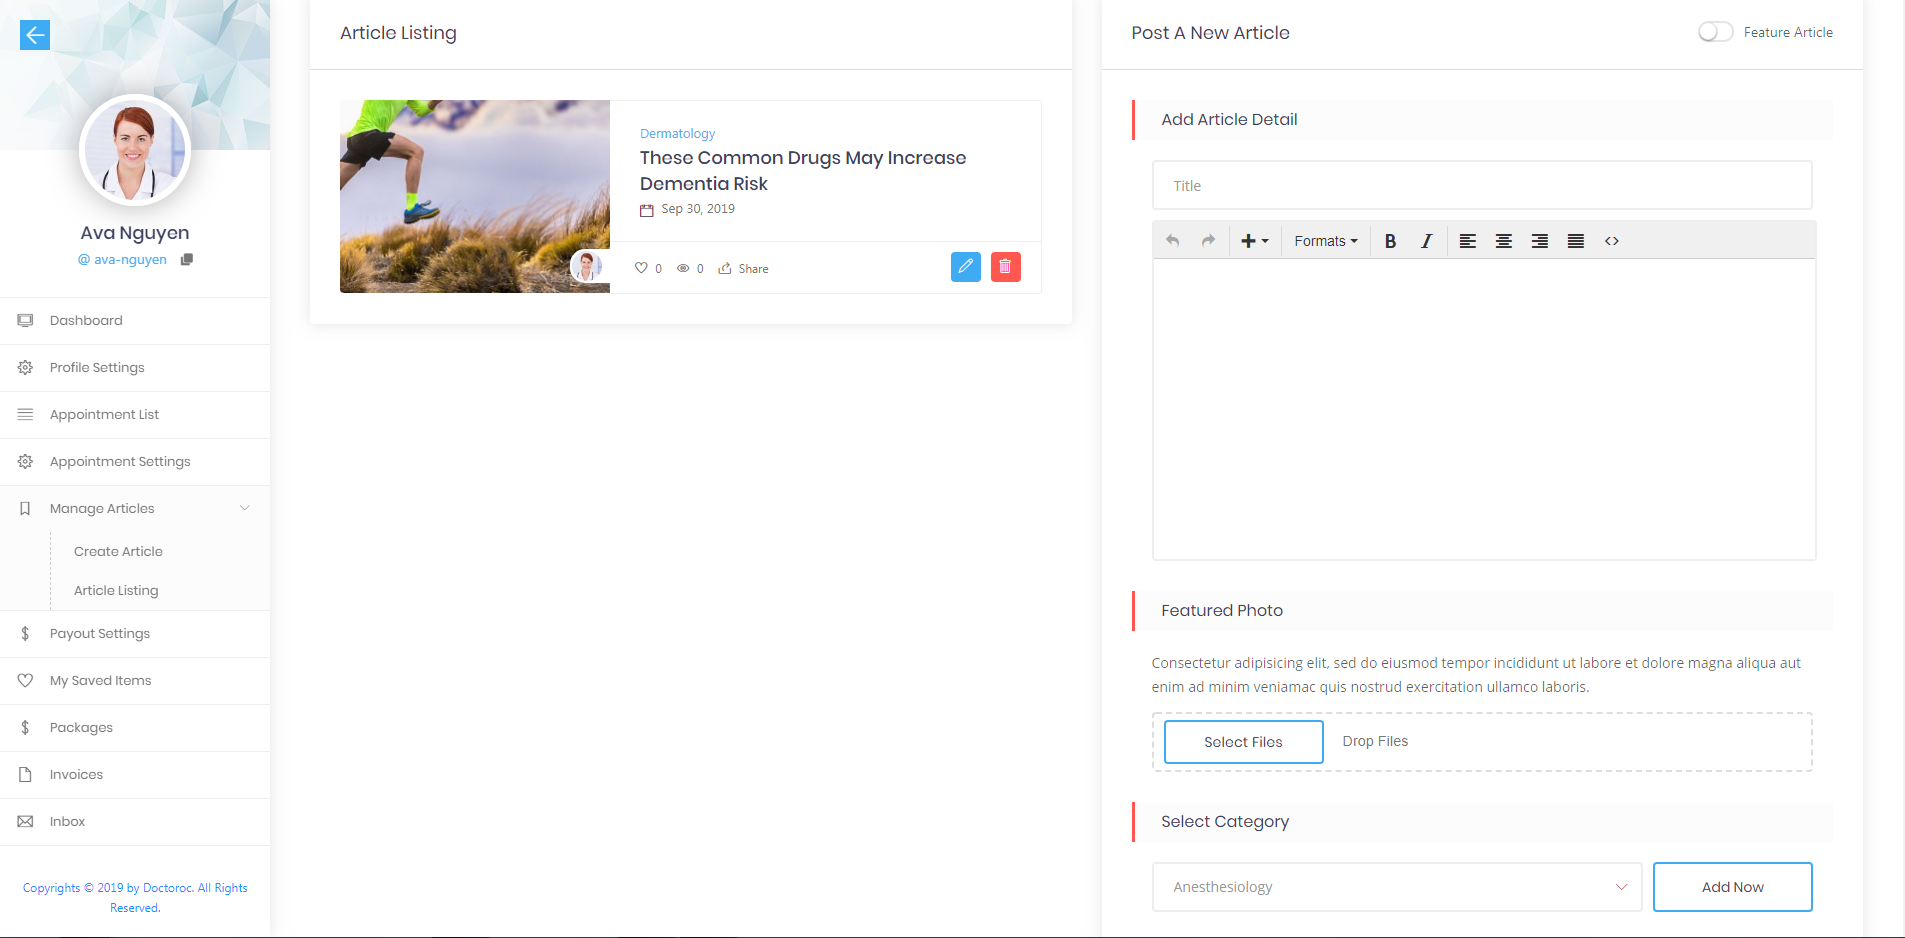 Ava Nguyen
@ ava-nguyen
Dashboard
Profile Settings
Appointment List
Appointment Settings
Manage Articles
Create Article
Article Listing
Payout Settings
My Saved Items
Packages
Invoices
Inbox
Copyrights © 2019 by Doctoroc. All Rights
Reserved.
Article Listing
Dermatology
These Common Drugs May Increase
Dementia Risk
Sep 30, 2019
0 0 Share
Post A New Article
Feature Article
Add Article Detail
Title
Formats B I <>
Featured Photo
Consectetur adipisicing elit, sed do eiusmod tempor incididunt ut labore et dolore magna aliqua aut
enim ad minim veniamac quis nostrud exercitation ullamco laboris.
Select Files Drop Files
Select Category
Anesthesiology Add Now